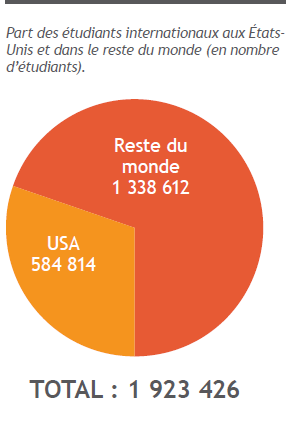 Part des étudiants internationaux aux États-
Unis et dans le reste du monde (en nombre
d’étudiants).
Reste du
monde
1 338 612
USA
584 814
TOTAL : 1 923 426